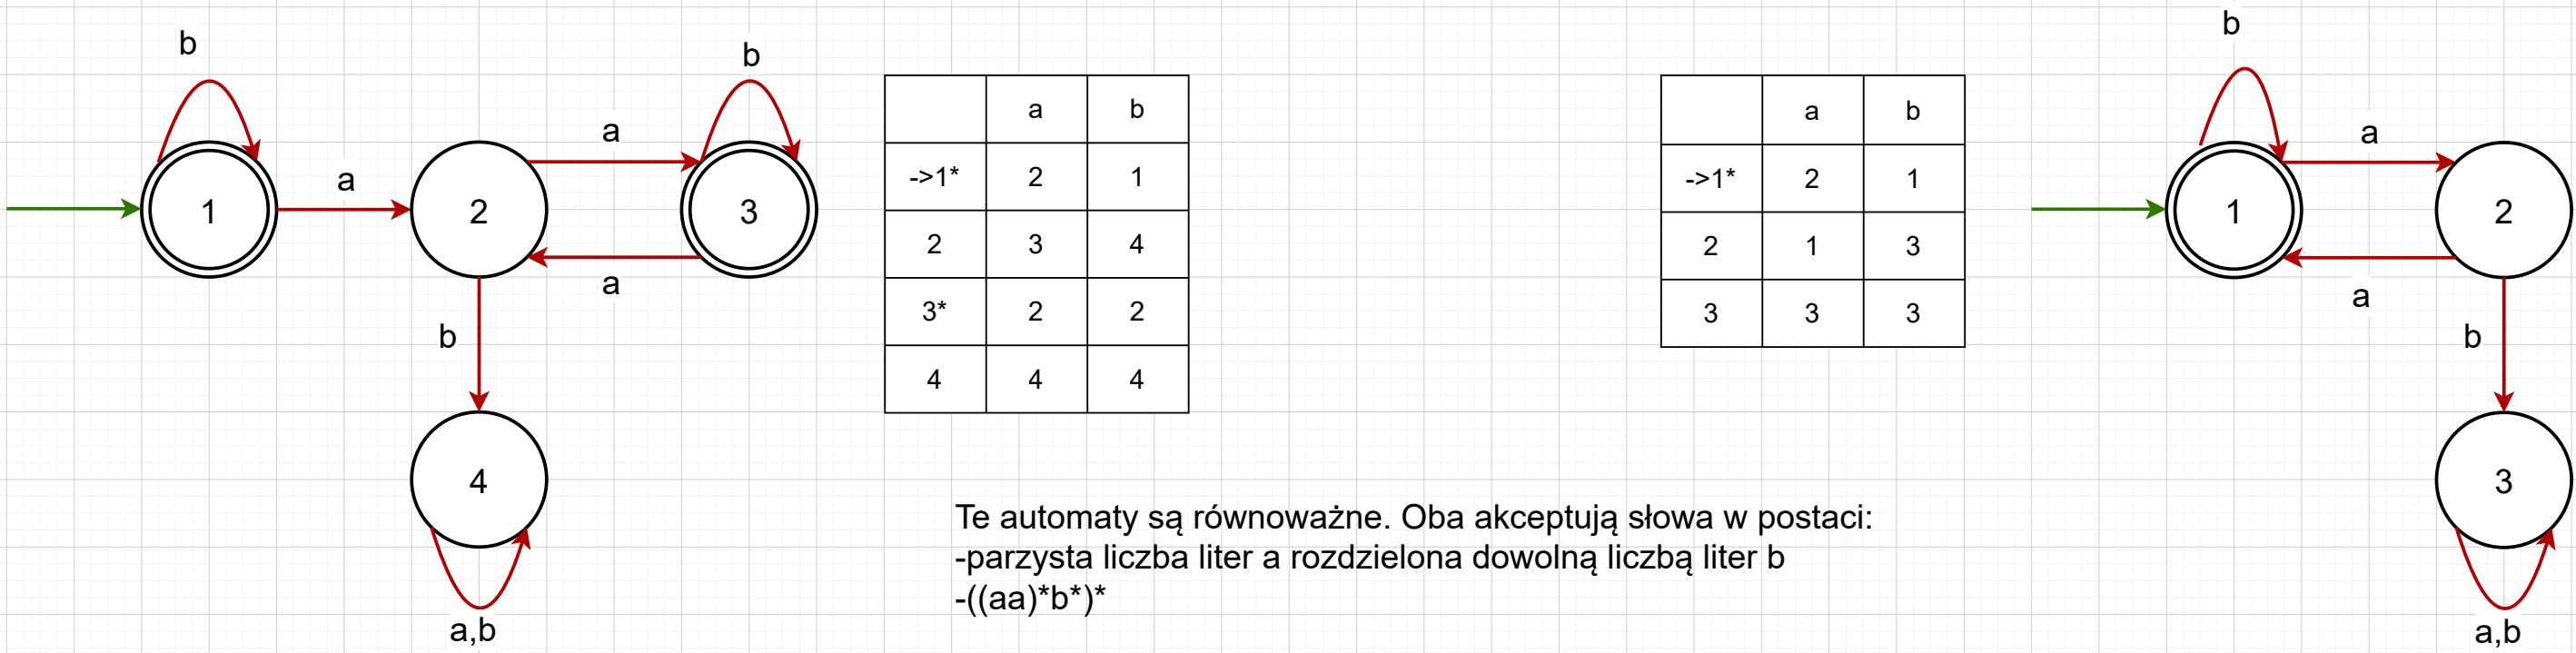 b
1
a
2
a
a
b
3
b
4
a,b
a b
->1* 2 1
2 3 4
3* 2 2
4 4 4
a b
->1* 2 1
2 1 3
3 3 3
Te automaty są równoważne. Oba akceptują słowa w postaci:
-parzysta liczba liter a rozdzielona dowolną liczbą liter b
-((aa)*b*)*
b
1
a
a
2
b
3
a,b